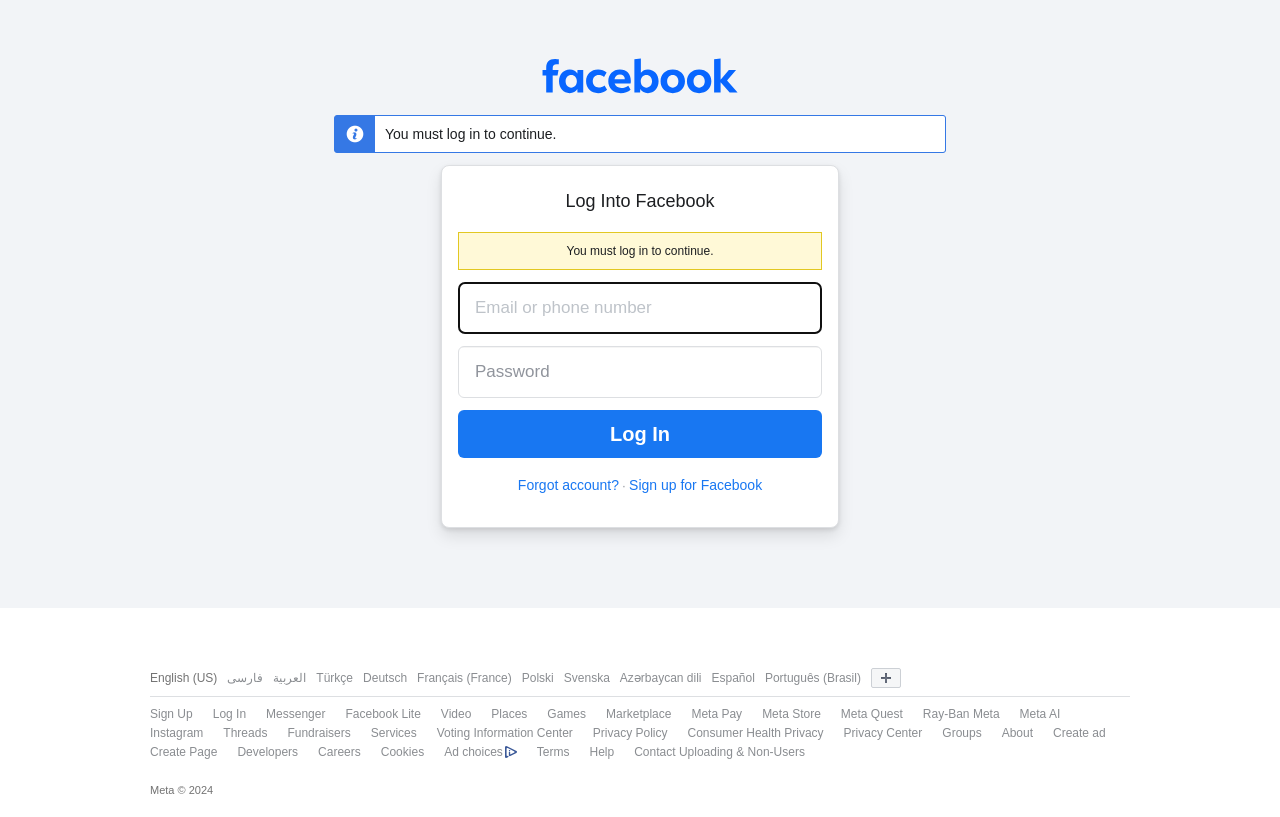 facebook
You must log in to continue.
Log Into Facebook
You must log in to continue.
Email or phone number
Password
Log In
Forgot account? · Sign up for Facebook
English (US) فارسی العربية Türkçe Deutsch Français (France) Polski Svenska Azərbaycan dili Español Português (Brasil)
Sign Up Log In Messenger Facebook Lite Video Places Games Marketplace Meta Pay Meta Store Meta Quest Ray-Ban Meta Meta AI
Instagram Threads Fundraisers Services Voting Information Center Privacy Policy Consumer Health Privacy Privacy Center Groups About Create ad
Create Page Developers Careers Cookies Ad choices Terms Help Contact Uploading & Non-Users
Meta © 2024